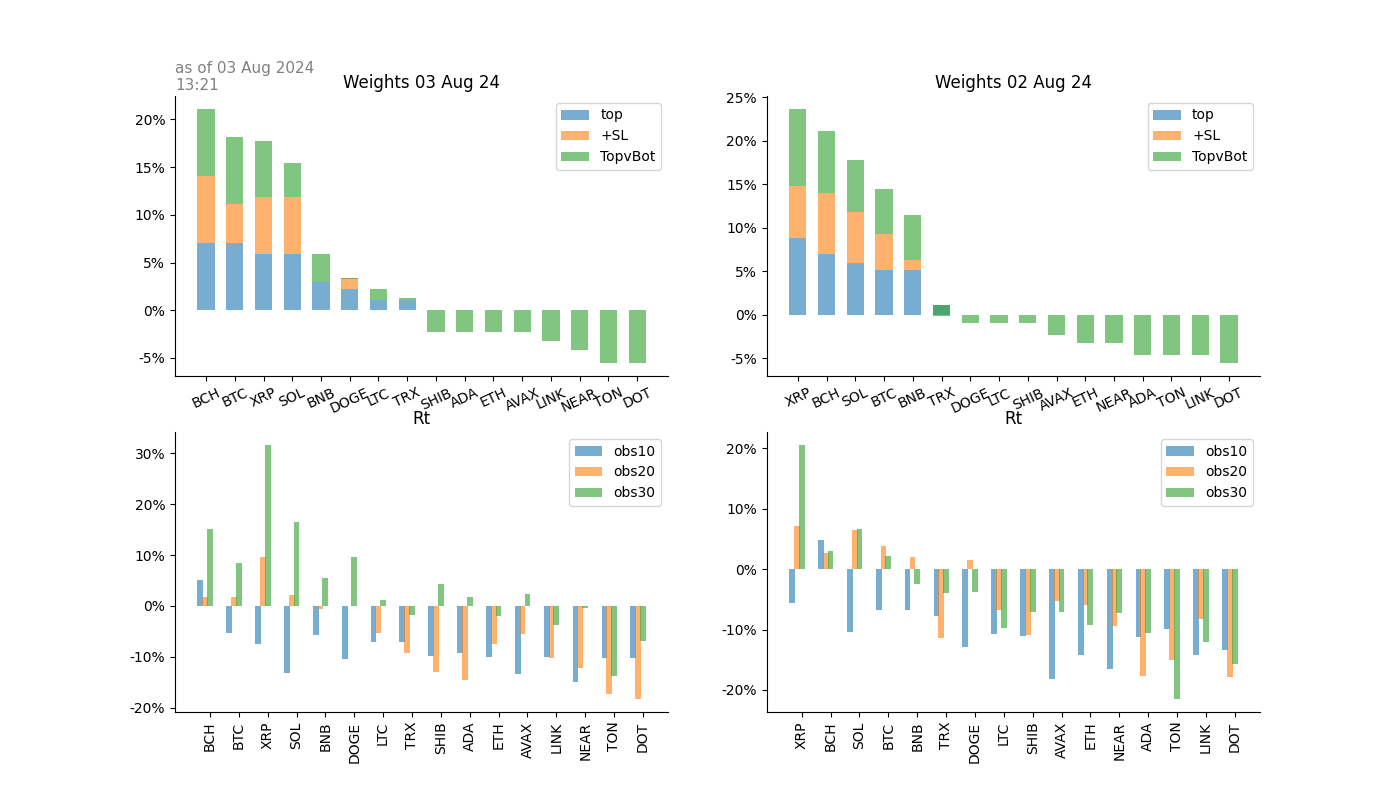 as of 03 Aug 2024
13:21
Weights 03 Aug 24
20%
15%
10%
5%
0%
-5%
top
+SL
TopvBot
BCH BTC XRP SOL BNB DOGE LTC TRX SHIB ADA ETH AVAX LINK NEAR TON DOT
Weights 02 Aug 24
25%
20%
15%
10%
5%
0%
-5%
top
+SL
TopvBot
XRP BCH SOL BTC BNB TRX DOGE LTC SHIB AVAX ETH NEAR ADA TON LINK DOT
Rt
30%
20%
10%
0%
-10%
-20%
obs10
obs20
obs30
BCH BTC XRP SOL BNB DOGE LTC TRX SHIB ADA ETH AVAX LINK NEAR TON DOT
Rt
20%
10%
0%
-10%
-20%
obs10
obs20
obs30
XRP BCH SOL BTC BNB TRX DOGE LTC SHIB AVAX ETH NEAR ADA TON LINK DOT